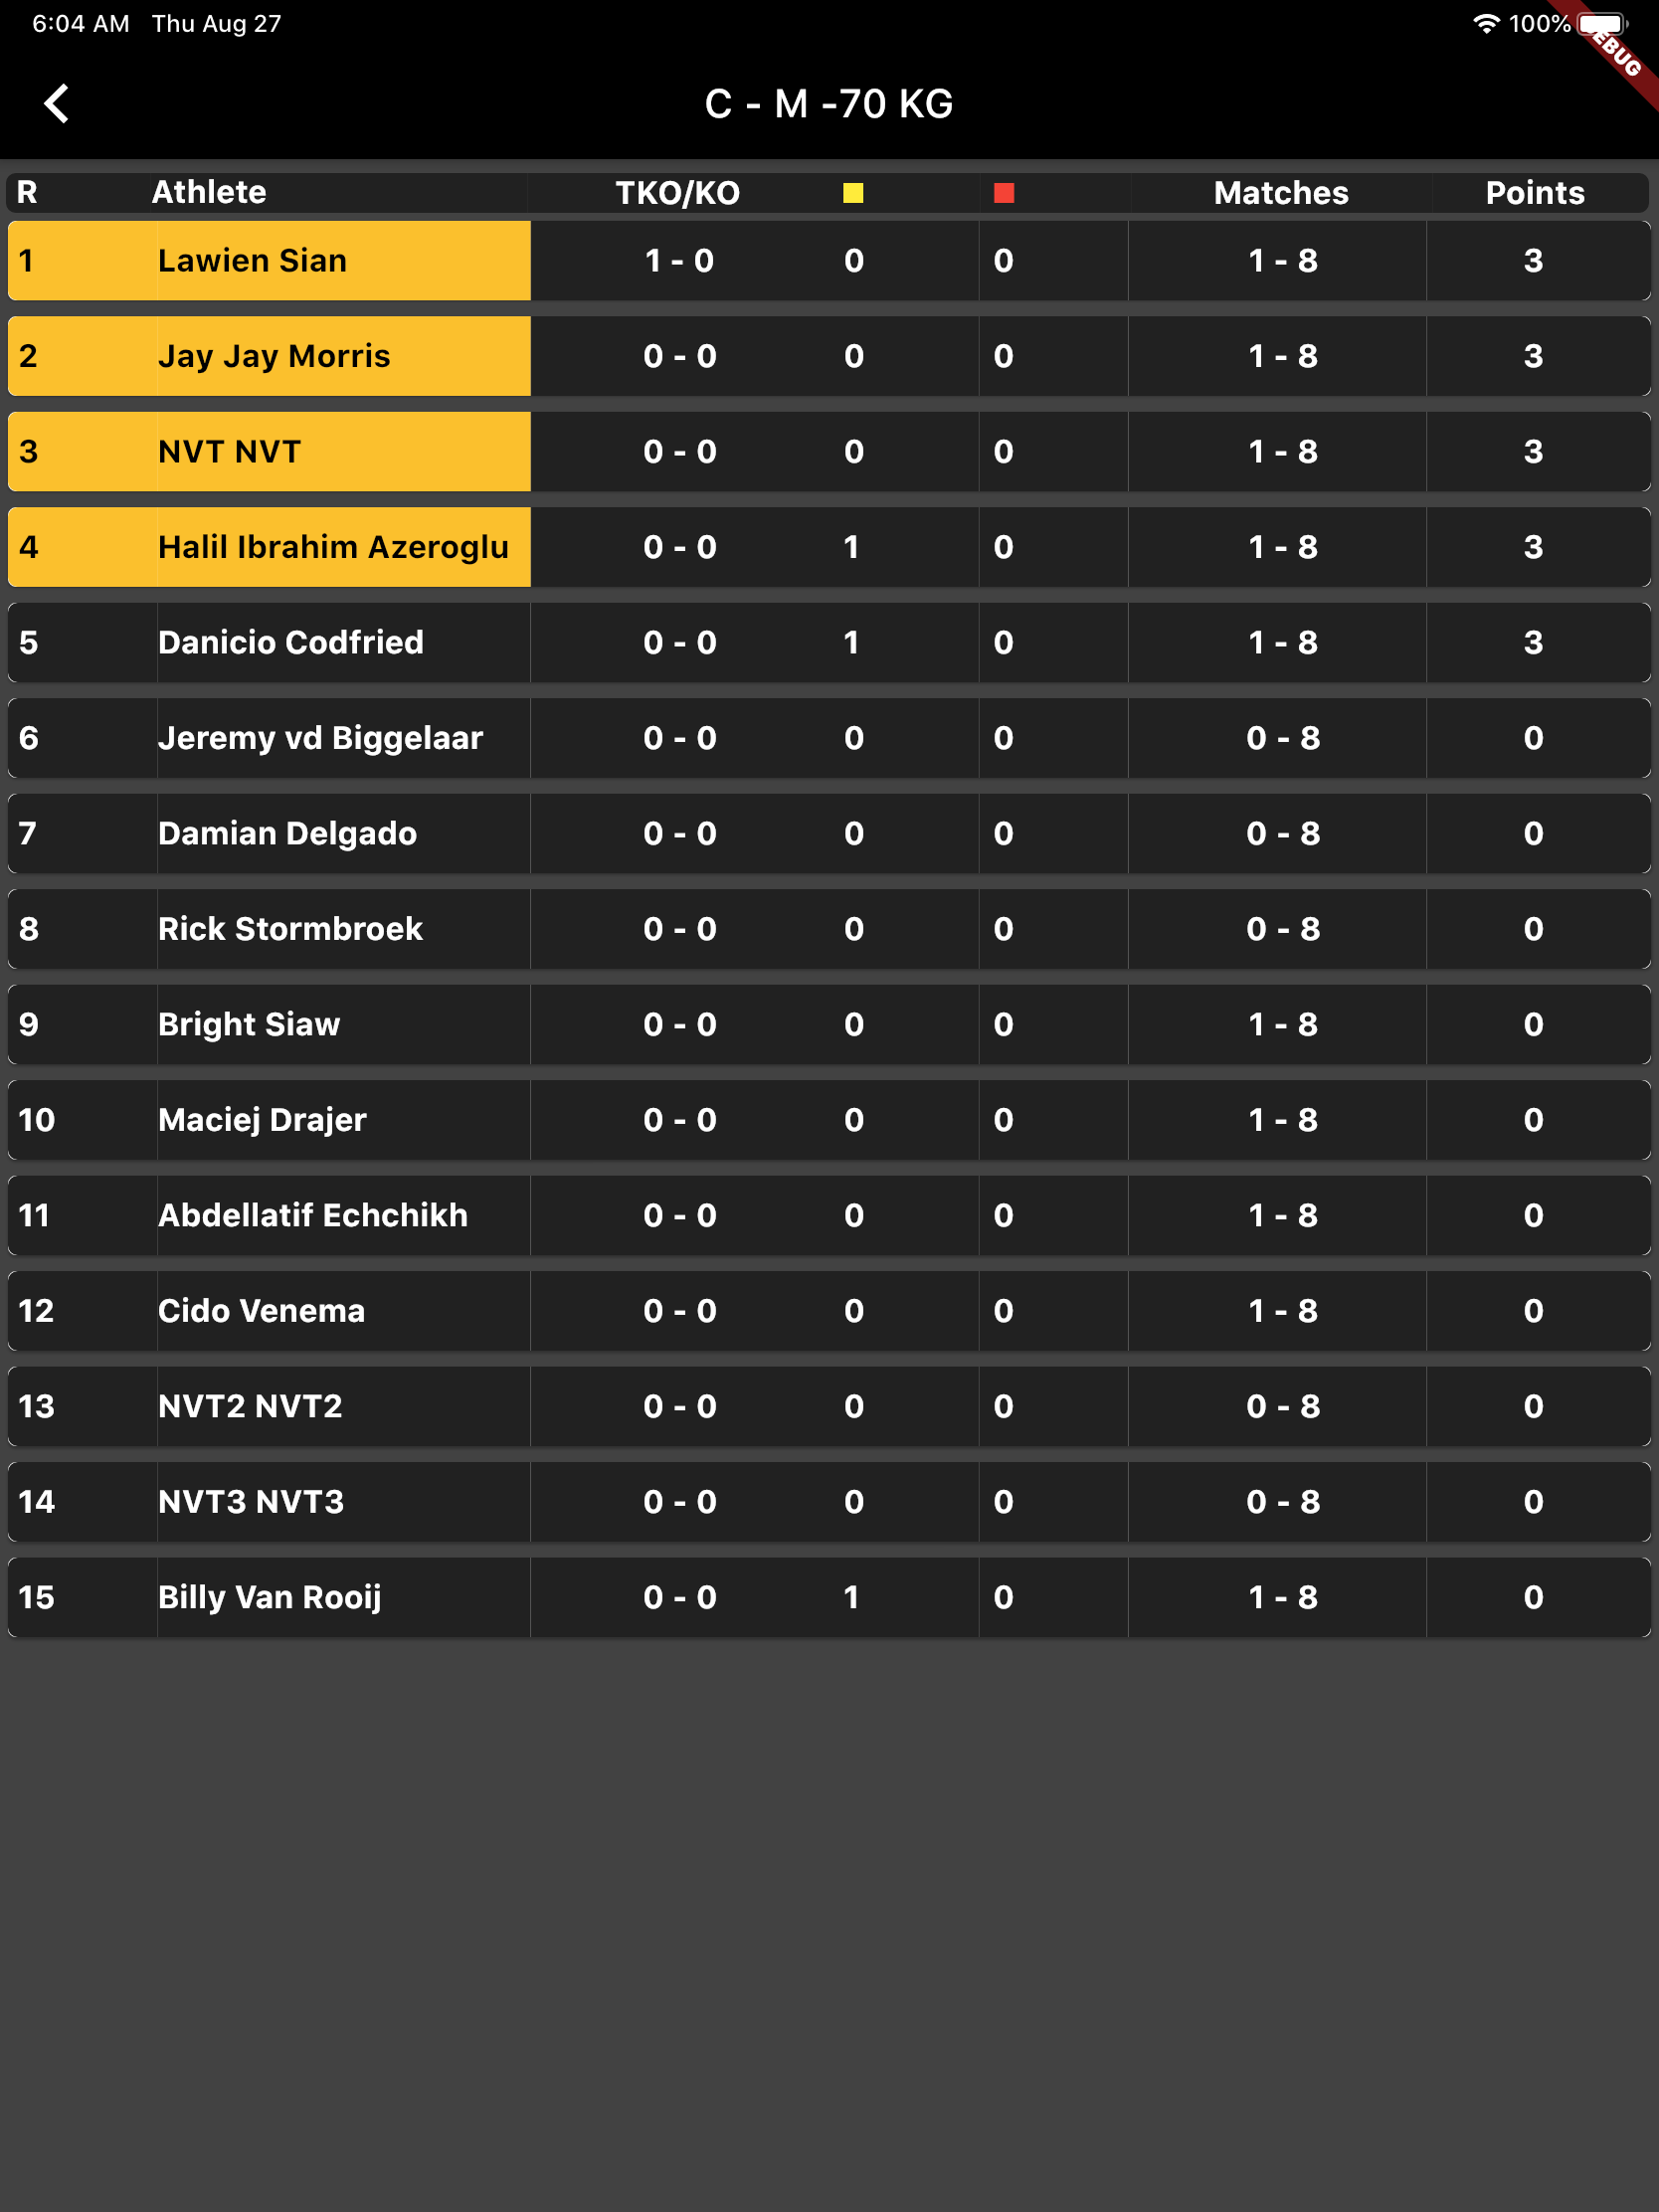 6:04 AM Thu Aug 27 100%
EBUG
C - M -70 KG
R Athlete TKO/KO Matches Points
1 Lawien Sian 1 - 0 0 0 1 - 8 3
2 Jay Jay Morris 0 - 0 0 0 1 - 8 3
3 NVT NVT 0 - 0 0 0 1 - 8 3
4 Halil Ibrahim Azeroglu 0 - 0 1 0 1 - 8 3
5 Danicio Codfried 0 - 0 1 0 1 - 8 3
6 Jeremy vd Biggelaar 0 - 0 0 0 0 - 8 0
7 Damian Delgado 0 - 0 0 0 0 - 8 0
8 Rick Stormbroek 0 - 0 0 0 0 - 8 0
9 Bright Siaw 0 - 0 0 0 1 - 8 0
10 Maciej Drajer 0 - 0 0 0 1 - 8 0
11 Abdellatif Echchikh 0 - 0 0 0 1 - 8 0
12 Cido Venema 0 - 0 0 0 1 - 8 0
13 NVT2 NVT2 0 - 0 0 0 0 - 8 0
14 NVT3 NVT3 0 - 0 0 0 0 - 8 0
15 Billy Van Rooij 0 - 0 1 0 1 - 8 0